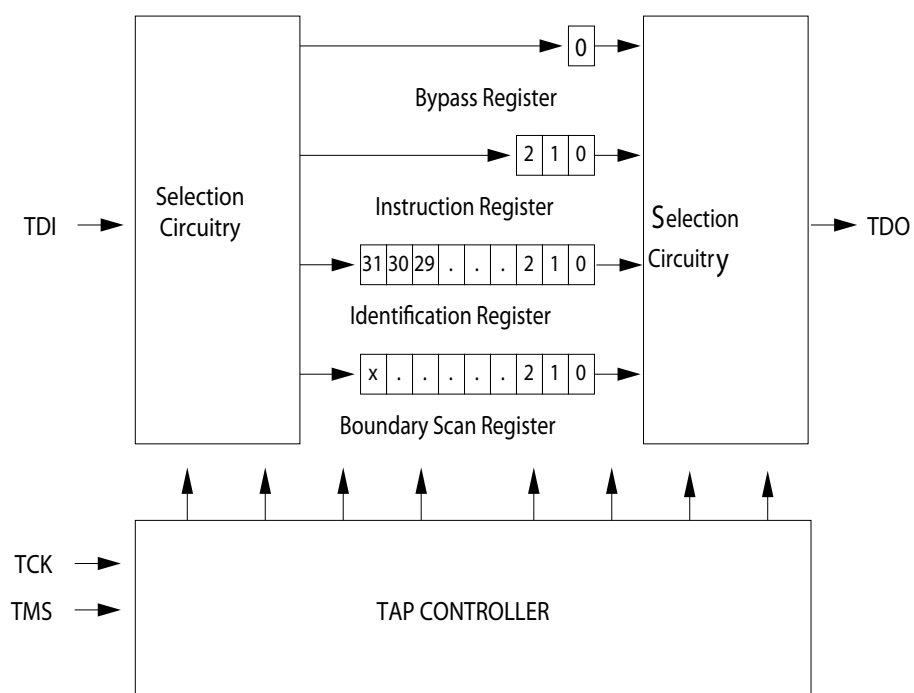 0
Bypass Register
2 1 0
Selection
Circuitry
Instruction Register
TDI
Selection
Circuitry
TDO
31 30 29 . . . 2 1 0
Identification Register
x . . . . . 2 1 0
Boundary Scan Register
TCK
TMS
TAP CONTROLLER